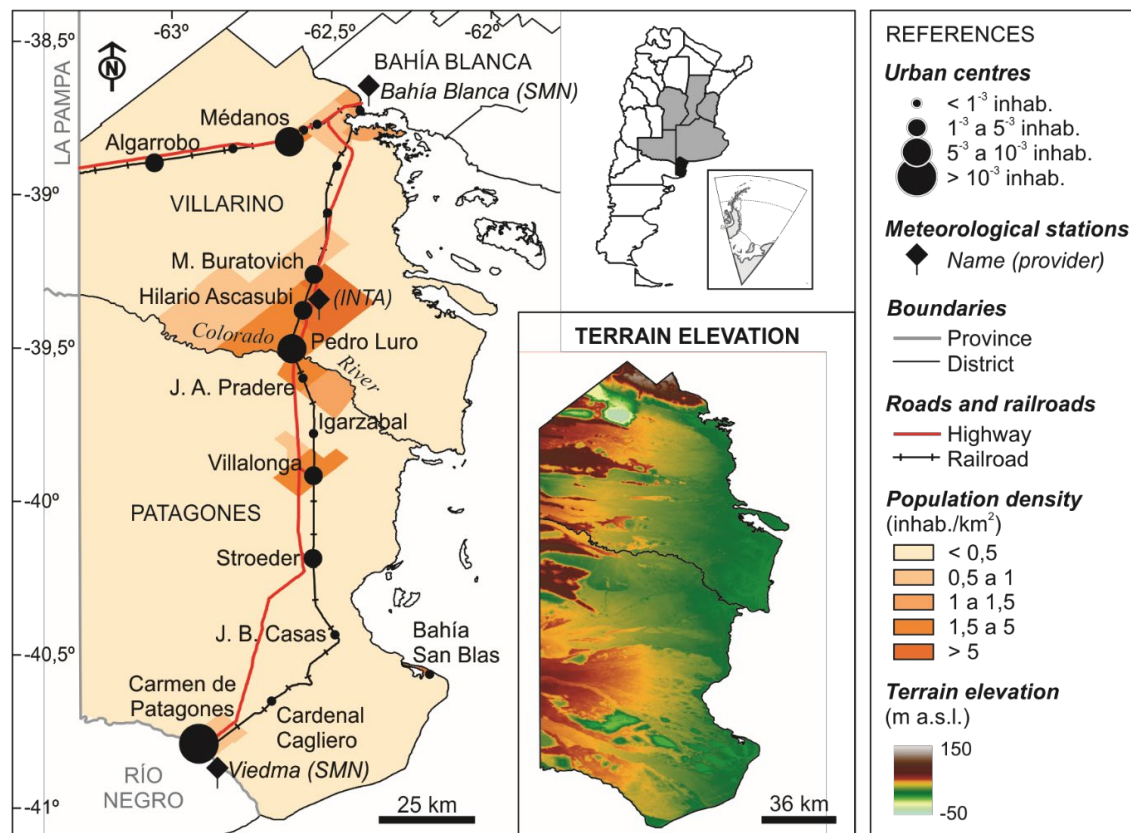 -63º
-62,5º
-62º
-38,5º
-39º
-39,5º
-40º
-40,5º
-41º
N
LA PAMPA
BAHÍA BLANCA
Bahía Blanca (SMN)
Médanos
Algarrobo
VILLARINO
M. Buratovich
Hilario Ascasubi
(INTA)
Colorado
River
Pedro Luro
J. A. Pradere
Igarzabal
Villalonga
PATAGONES
Stroeder
J. B. Casas
Bahía
San Blas
Carmen de
Patagones
Cardenal
Cagliero
Viedma (SMN)
RÍO
NEGRO
25 km
TERRAIN ELEVATION
36 km
REFERENCES
Urban centres
< 1⁻³ inhab.
1⁻³ a 5⁻³ inhab.
5⁻³ a 10⁻³ inhab.
> 10⁻³ inhab.
Meteorological stations
Name (provider)
Boundaries
Province
District
Roads and railroads
Highway
Railroad
Population density
(inhab./km²)
< 0,5
0,5 a 1
1 a 1,5
1,5 a 5
> 5
Terrain elevation
(m a.s.l.)
150
-50